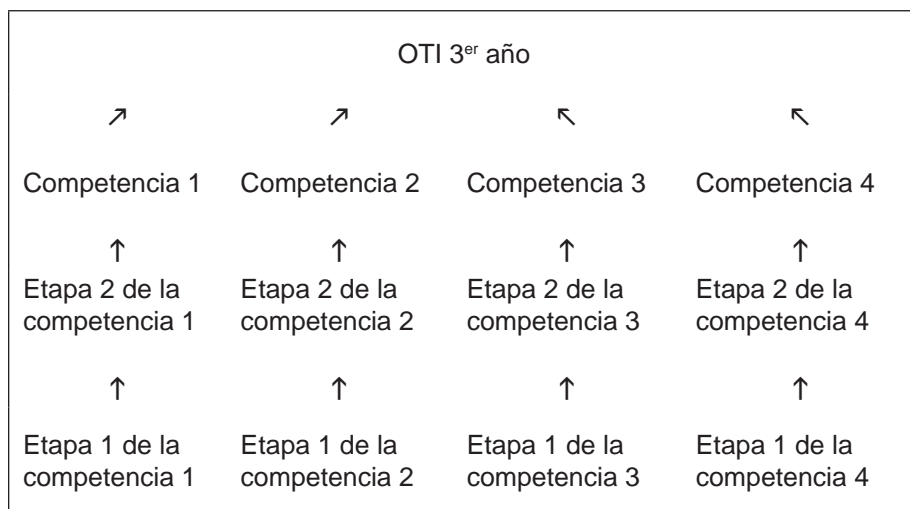 OTI 3er año
↗ ↗ ↖ ↖
Competencia 1 Competencia 2 Competencia 3 Competencia 4
↑ ↑ ↑ ↑
Etapa 2 de la Etapa 2 de la Etapa 2 de la Etapa 2 de la
competencia 1 competencia 2 competencia 3 competencia 4
↑ ↑ ↑ ↑
Etapa 1 de la Etapa 1 de la Etapa 1 de la Etapa 1 de la
competencia 1 competencia 2 competencia 3 competencia 4